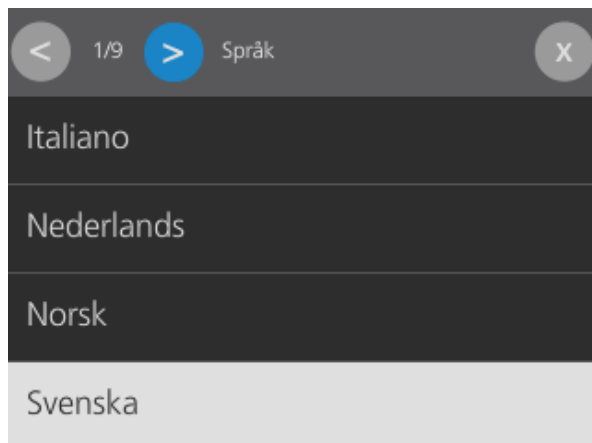 < 1/9 > Språk X
Italiano
Nederlands
Norsk
Svenska